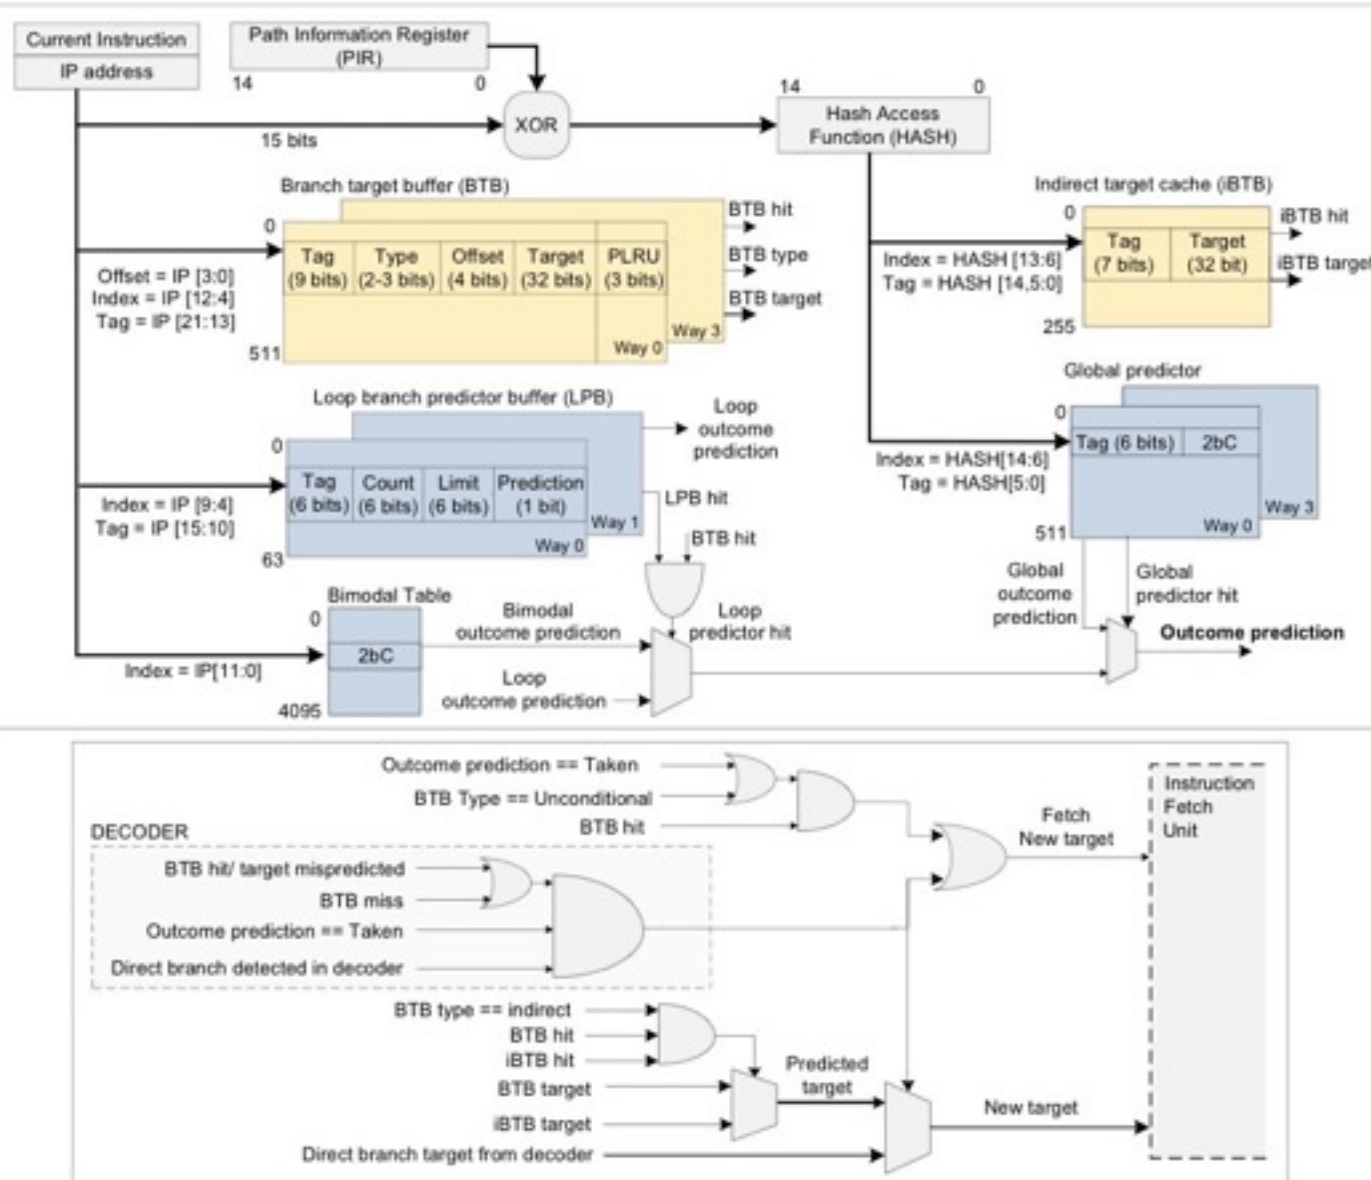 Current Instruction
IP address
Path Information Register
(PIR)
14
0
15 bits
XOR
14
0
Hash Access
Function (HASH)
Branch target buffer (BTB)
0
Tag
(9 bits)
Type
(2-3 bits)
Offset
(4 bits)
Target
(32 bits)
PLRU
(3 bits)
Way 3
Way 0
511
Offset = IP [3:0]
Index = IP [12:4]
Tag = IP [21:13]
BTB hit
BTB type
BTB target
Indirect target cache (iBTB)
0
Tag
(7 bits)
Target
(32 bit)
255
Index = HASH [13:6]
Tag = HASH [14,5:0]
iBTB hit
iBTB target
Loop branch predictor buffer (LPB)
0
Tag
(6 bits)
Count
(6 bits)
Limit
(6 bits)
Prediction
(1 bit)
Way 1
Way 0
63
Index = IP [9:4]
Tag = IP [15:10]
Loop
outcome
prediction
LPB hit
BTB hit
Global predictor
0
Tag (6 bits)
2bC
Way 3
Way 0
511
Index = HASH[14:6]
Tag = HASH[5:0]
Bimodal Table
0
2bC
4095
Index = IP[11:0]
Bimodal
outcome prediction
Loop
predictor hit
Loop
outcome prediction
Global
outcome
prediction
Global
predictor hit
Outcome prediction
Outcome prediction == Taken
BTB Type == Unconditional
BTB hit
DECODER
BTB hit/ target mispredicted
BTB miss
Outcome prediction == Taken
Direct branch detected in decoder
Fetch
New target
Instruction
Fetch
Unit
BTB type == indirect
BTB hit
iBTB hit
BTB target
iBTB target
Direct branch target from decoder
Predicted
target
New target